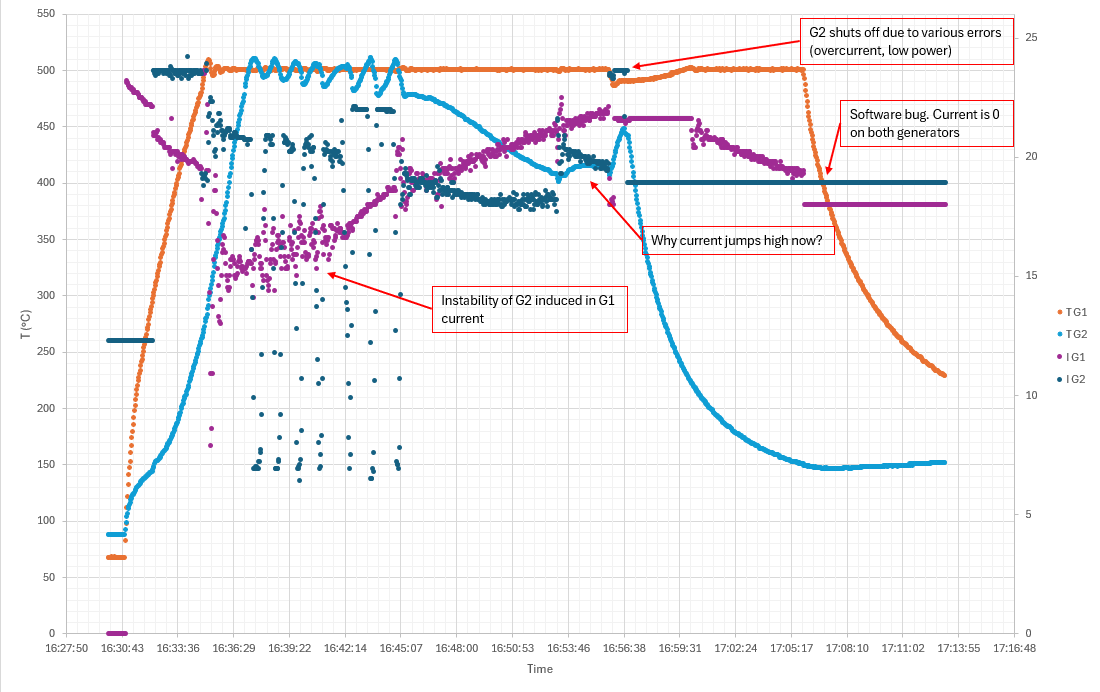 550
500
450
400
350
300
250
200
150
100
50
0
T (°C)
25
20
15
10
5
0
G2 shuts off due to various errors
(overcurrent, low power)
Software bug. Current is 0
on both generators
Why current jumps high now?
Instability of G2 induced in G1
current
T G1
T G2
I G1
I G2
16:27:50 16:30:43 16:33:36 16:36:29 16:39:22 16:42:14 16:45:07 16:48:00 16:50:53 16:53:46 16:56:38 16:59:31 17:02:24 17:05:17 17:08:10 17:11:02 17:13:55 17:16:48
Time